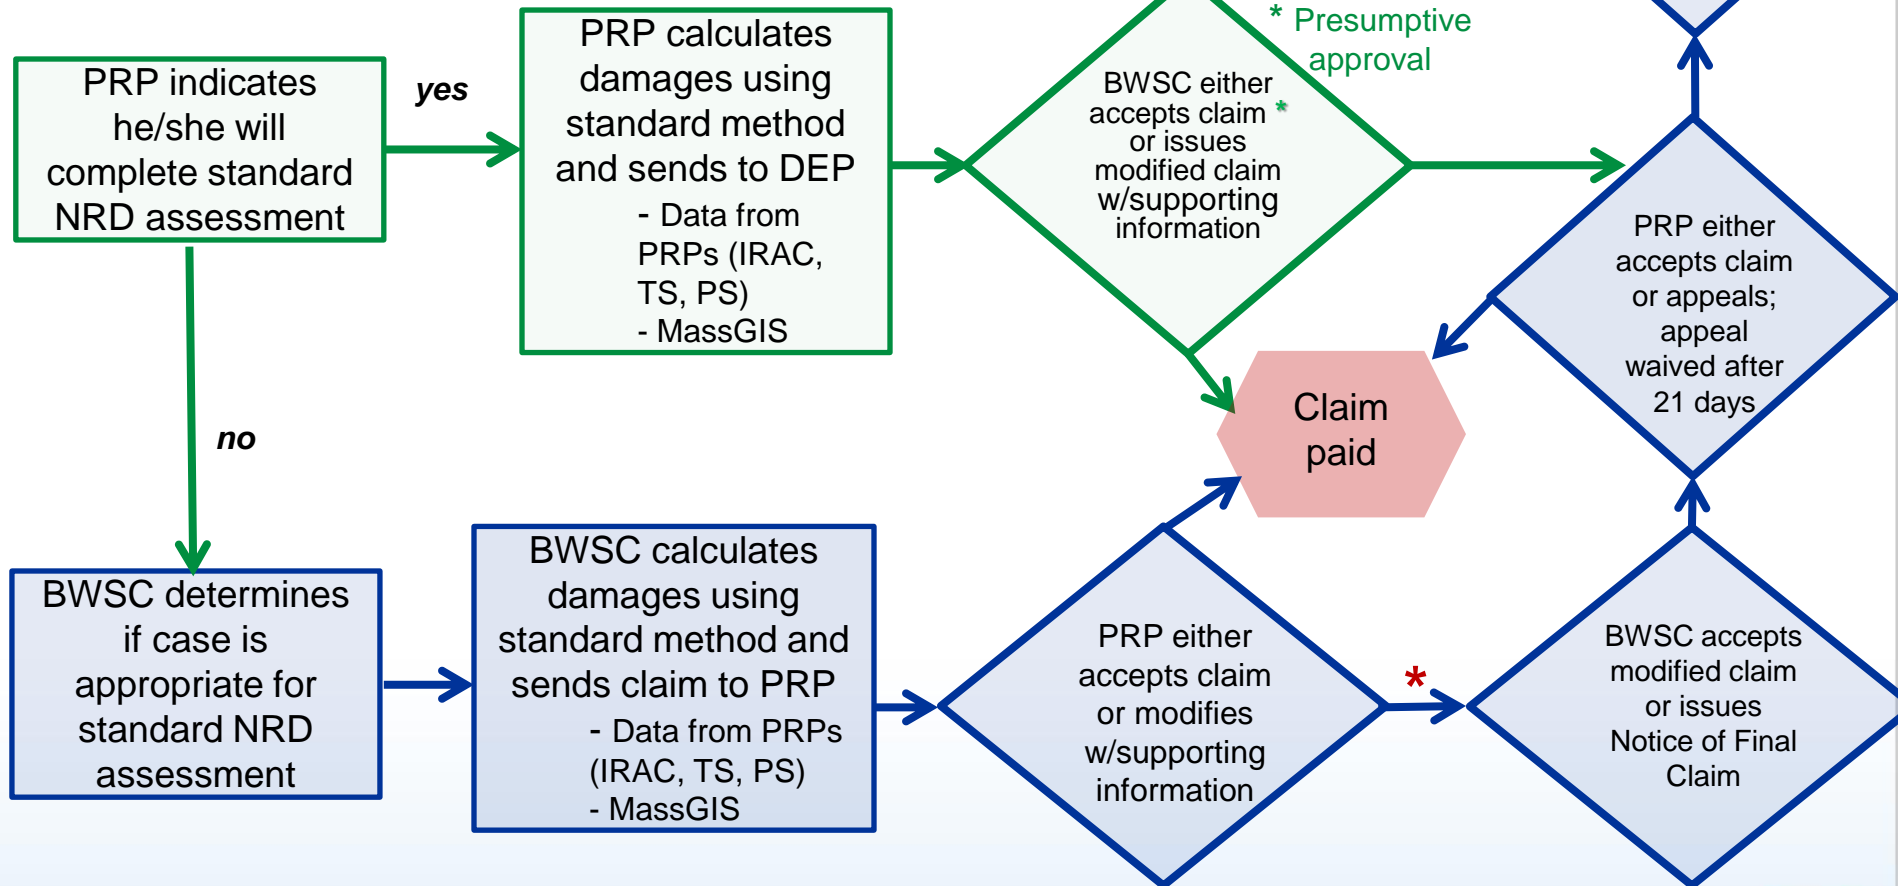 PRP indicates
he/she will
complete standard
NRD assessment
yes
PRP calculates
damages using
standard method
and sends to DEP
- Data from
PRPs (IRAC,
TS, PS)
- MassGIS
* Presumptive
approval
BWSC either
accepts claim *
or issues
modified claim
w/supporting
information
PRP either
accepts claim
or appeals;
appeal
waived after
21 days
Claim
paid
no
BWSC determines
if case is
appropriate for
standard NRD
assessment
BWSC calculates
damages using
standard method and
sends claim to PRP
- Data from PRPs
(IRAC, TS, PS)
- MassGIS
PRP either
accepts claim
or modifies
w/supporting
information
*
BWSC accepts
modified claim
or issues
Notice of Final
Claim